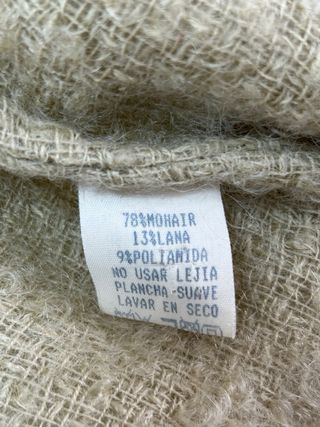 78%MOHAIR
13%LANA
9%POLIAMIDA
NO USAR LEJIA
PLANCHA-SUAVE
LAVAR EN SECO